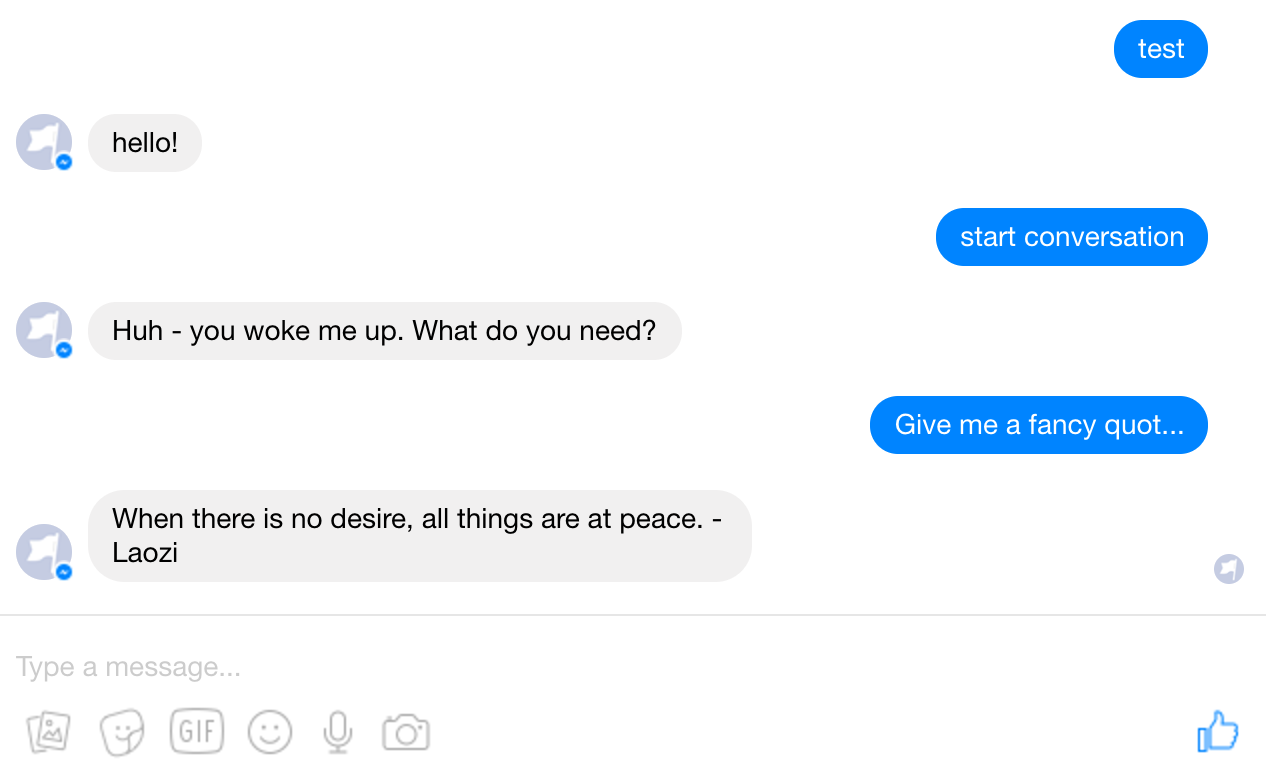 test
hello!
start conversation
Huh - you woke me up. What do you need?
Give me a fancy quot...
When there is no desire, all things are at peace. -
Laozi
Type a message...
GIF